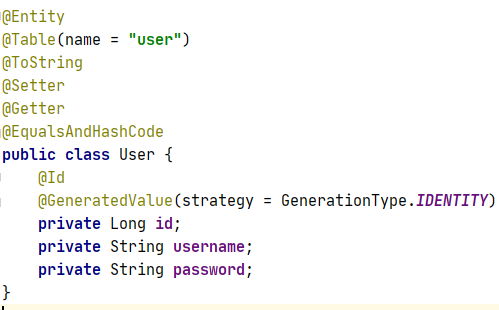 @Entity
@Table(name = "user")
@ToString
@Setter
@Getter
@EqualsAndHashCode
public class User {
    @Id
    @GeneratedValue(strategy = GenerationType.IDENTITY)
    private Long id;
    private String username;
    private String password;
}